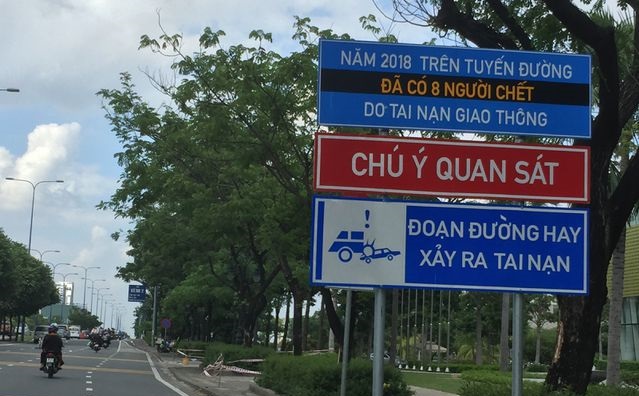 NĂM 2018 TRÊN TUYẾN ĐƯỜNG
ĐÃ CÓ 8 NGƯỜI CHẾT
DO TAI NẠN GIAO THÔNG
CHÚ Ý QUAN SÁT
!
ĐOẠN ĐƯỜNG HAY
XẢY RA TAI NẠN